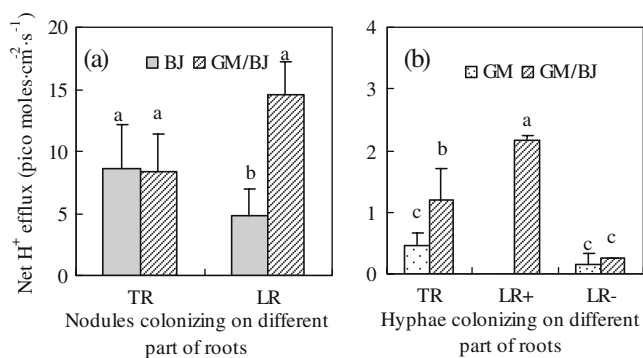 Net H⁺ efflux (pico moles·cm⁻²·s⁻¹)
20
15
10
5
0
(a)
BJ GM/BJ
a
a
b
a
TR LR
Nodules colonizing on different
part of roots
4
3
2
1
0
(b)
GM GM/BJ
c
b
a
c c
TR LR+ LR-
Hyphae colonizing on different
part of roots